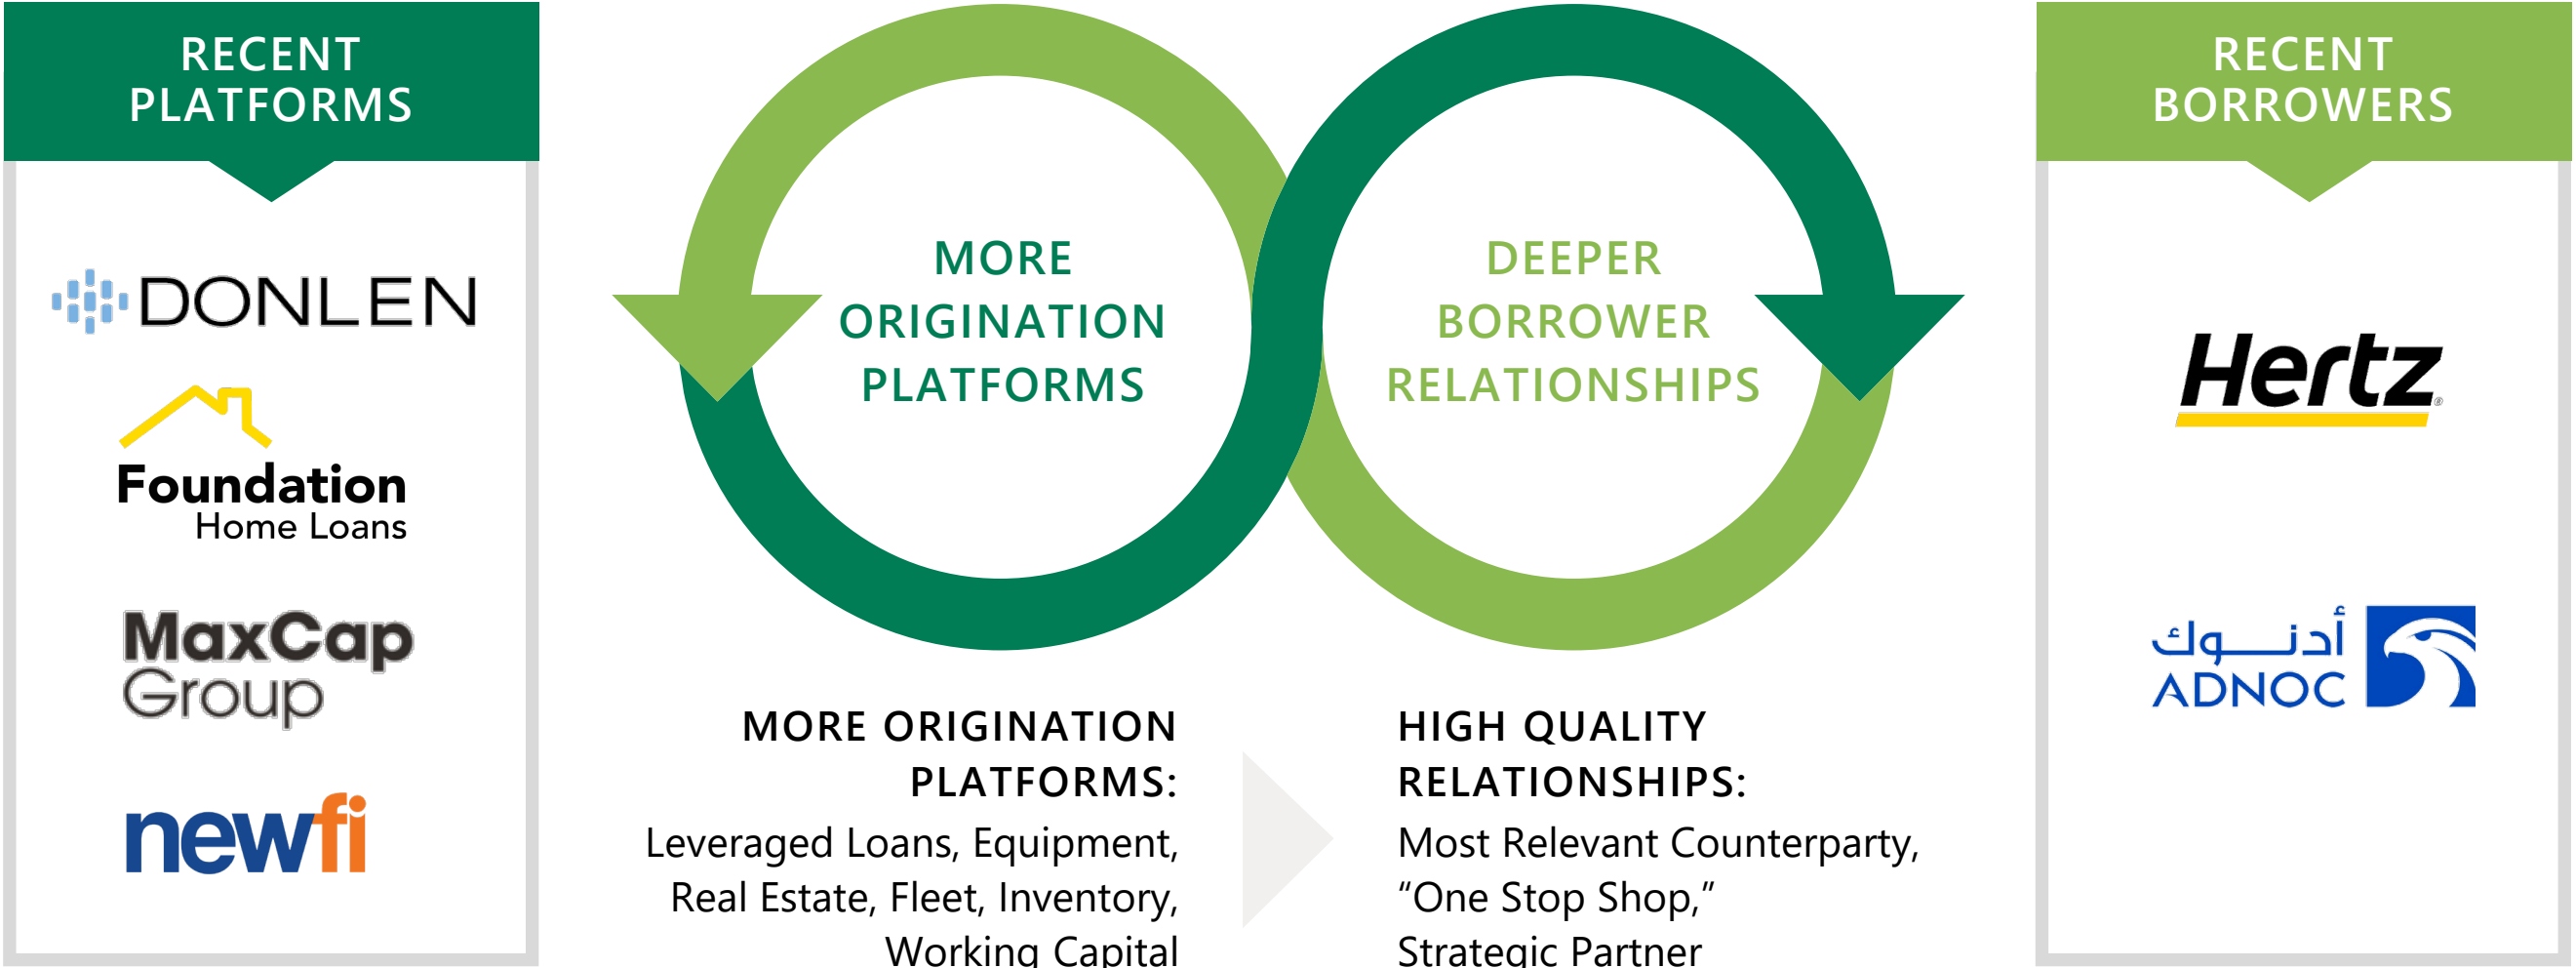 RECENT
PLATFORMS
DONLEN
Foundation
Home Loans
MaxCap
Group
newfi
MORE
ORIGINATION
PLATFORMS
DEEPER
BORROWER
RELATIONSHIPS
MORE ORIGINATION
PLATFORMS:
Leveraged Loans, Equipment,
Real Estate, Fleet, Inventory,
Working Capital
HIGH QUALITY
RELATIONSHIPS:
Most Relevant Counterparty,
“One Stop Shop,”
Strategic Partner
RECENT
BORROWERS
Hertz
أدنــوك
ADNOC